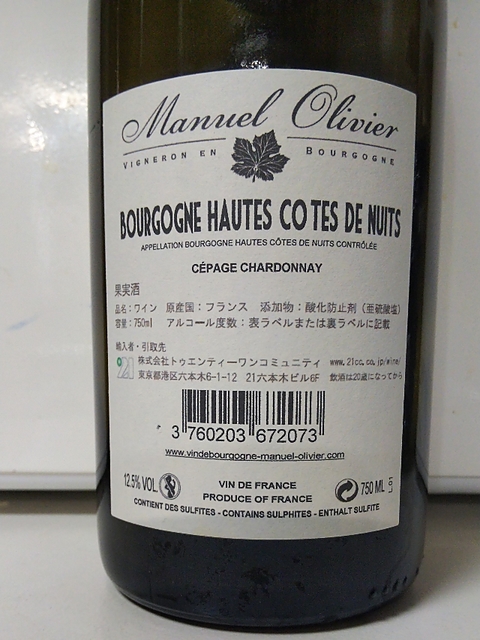 Manuel Olivier
VIGNERON EN BOURGOGNE
BOURGOGNE HAUTES COTES DE NUITS
APPELLATION BOURGOGNE HAUTES CÔTES DE NUITS CONTRÔLÉE
CÉPAGE CHARDONNAY
果実酒
品名：ワイン 原産国：フランス 添加物：酸化防止剤（亜硫酸塩）
容量：750ml アルコール度数：表ラベルまたは裏ラベルに記載
輸入者・引取先
21 株式会社トゥエンティーワンコミュニティ www.21cc.co.jp/wine/
東京都港区六本木6-1-12 21六本木ビル6F 飲酒は20歳になってから
3 760203 672073
www.vindebourgogne-manuel-olivier.com
12.5% VOL VIN DE FRANCE 750 ML
PRODUCE OF FRANCE
CONTIENT DES SULFITES - CONTAINS SULPHITES - ENTHALT SULFITE